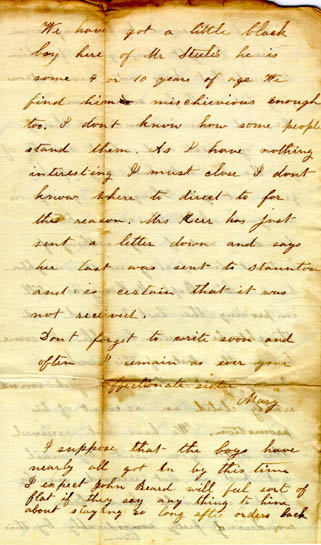 We have got a little black
boy here of Mr Steeles he is
some 9 or 10 years of age We
find him mischievious enough
too. I dont know how some people
stand them. As I have nothing
interesting I must close I dont
know where to direct to for
the reason. Mrs Kerr has just
sent a letter down and says
her last was sent to Staunton
and is certain that it was
not received.
Dont forget to write soon and
often I remain as ever your
affectionate sister
Mary
I suppose that the boys have
nearly all got in by this time
I expect John Beard will feel sort of
flat if they say any thing to him
about staying so long after orders back